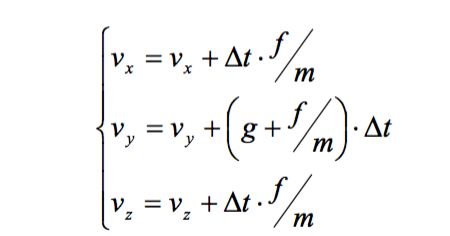 v_x = v_x + Δt · f/m
v_y = v_y + (g + f/m) · Δt
v_z = v_z + Δt · f/m